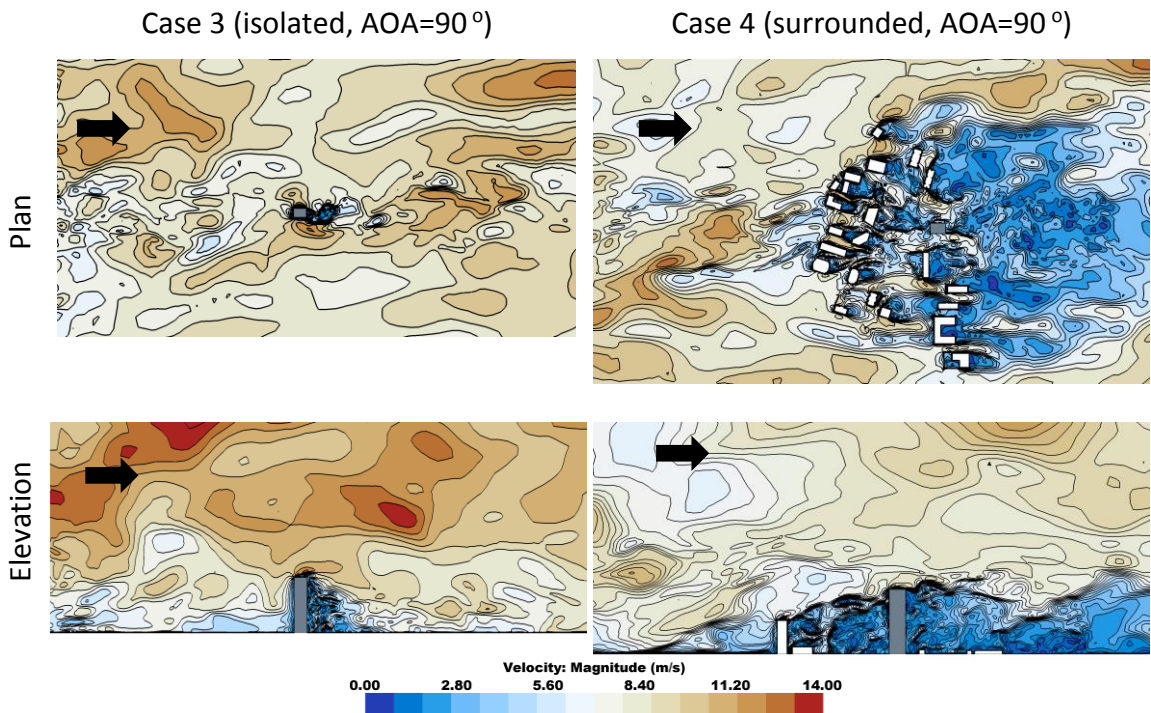 Case 3 (isolated, AOA=90 º)
Case 4 (surrounded, AOA=90 º)
Plan
Elevation
Velocity: Magnitude (m/s)
0.00 2.80 5.60 8.40 11.20 14.00